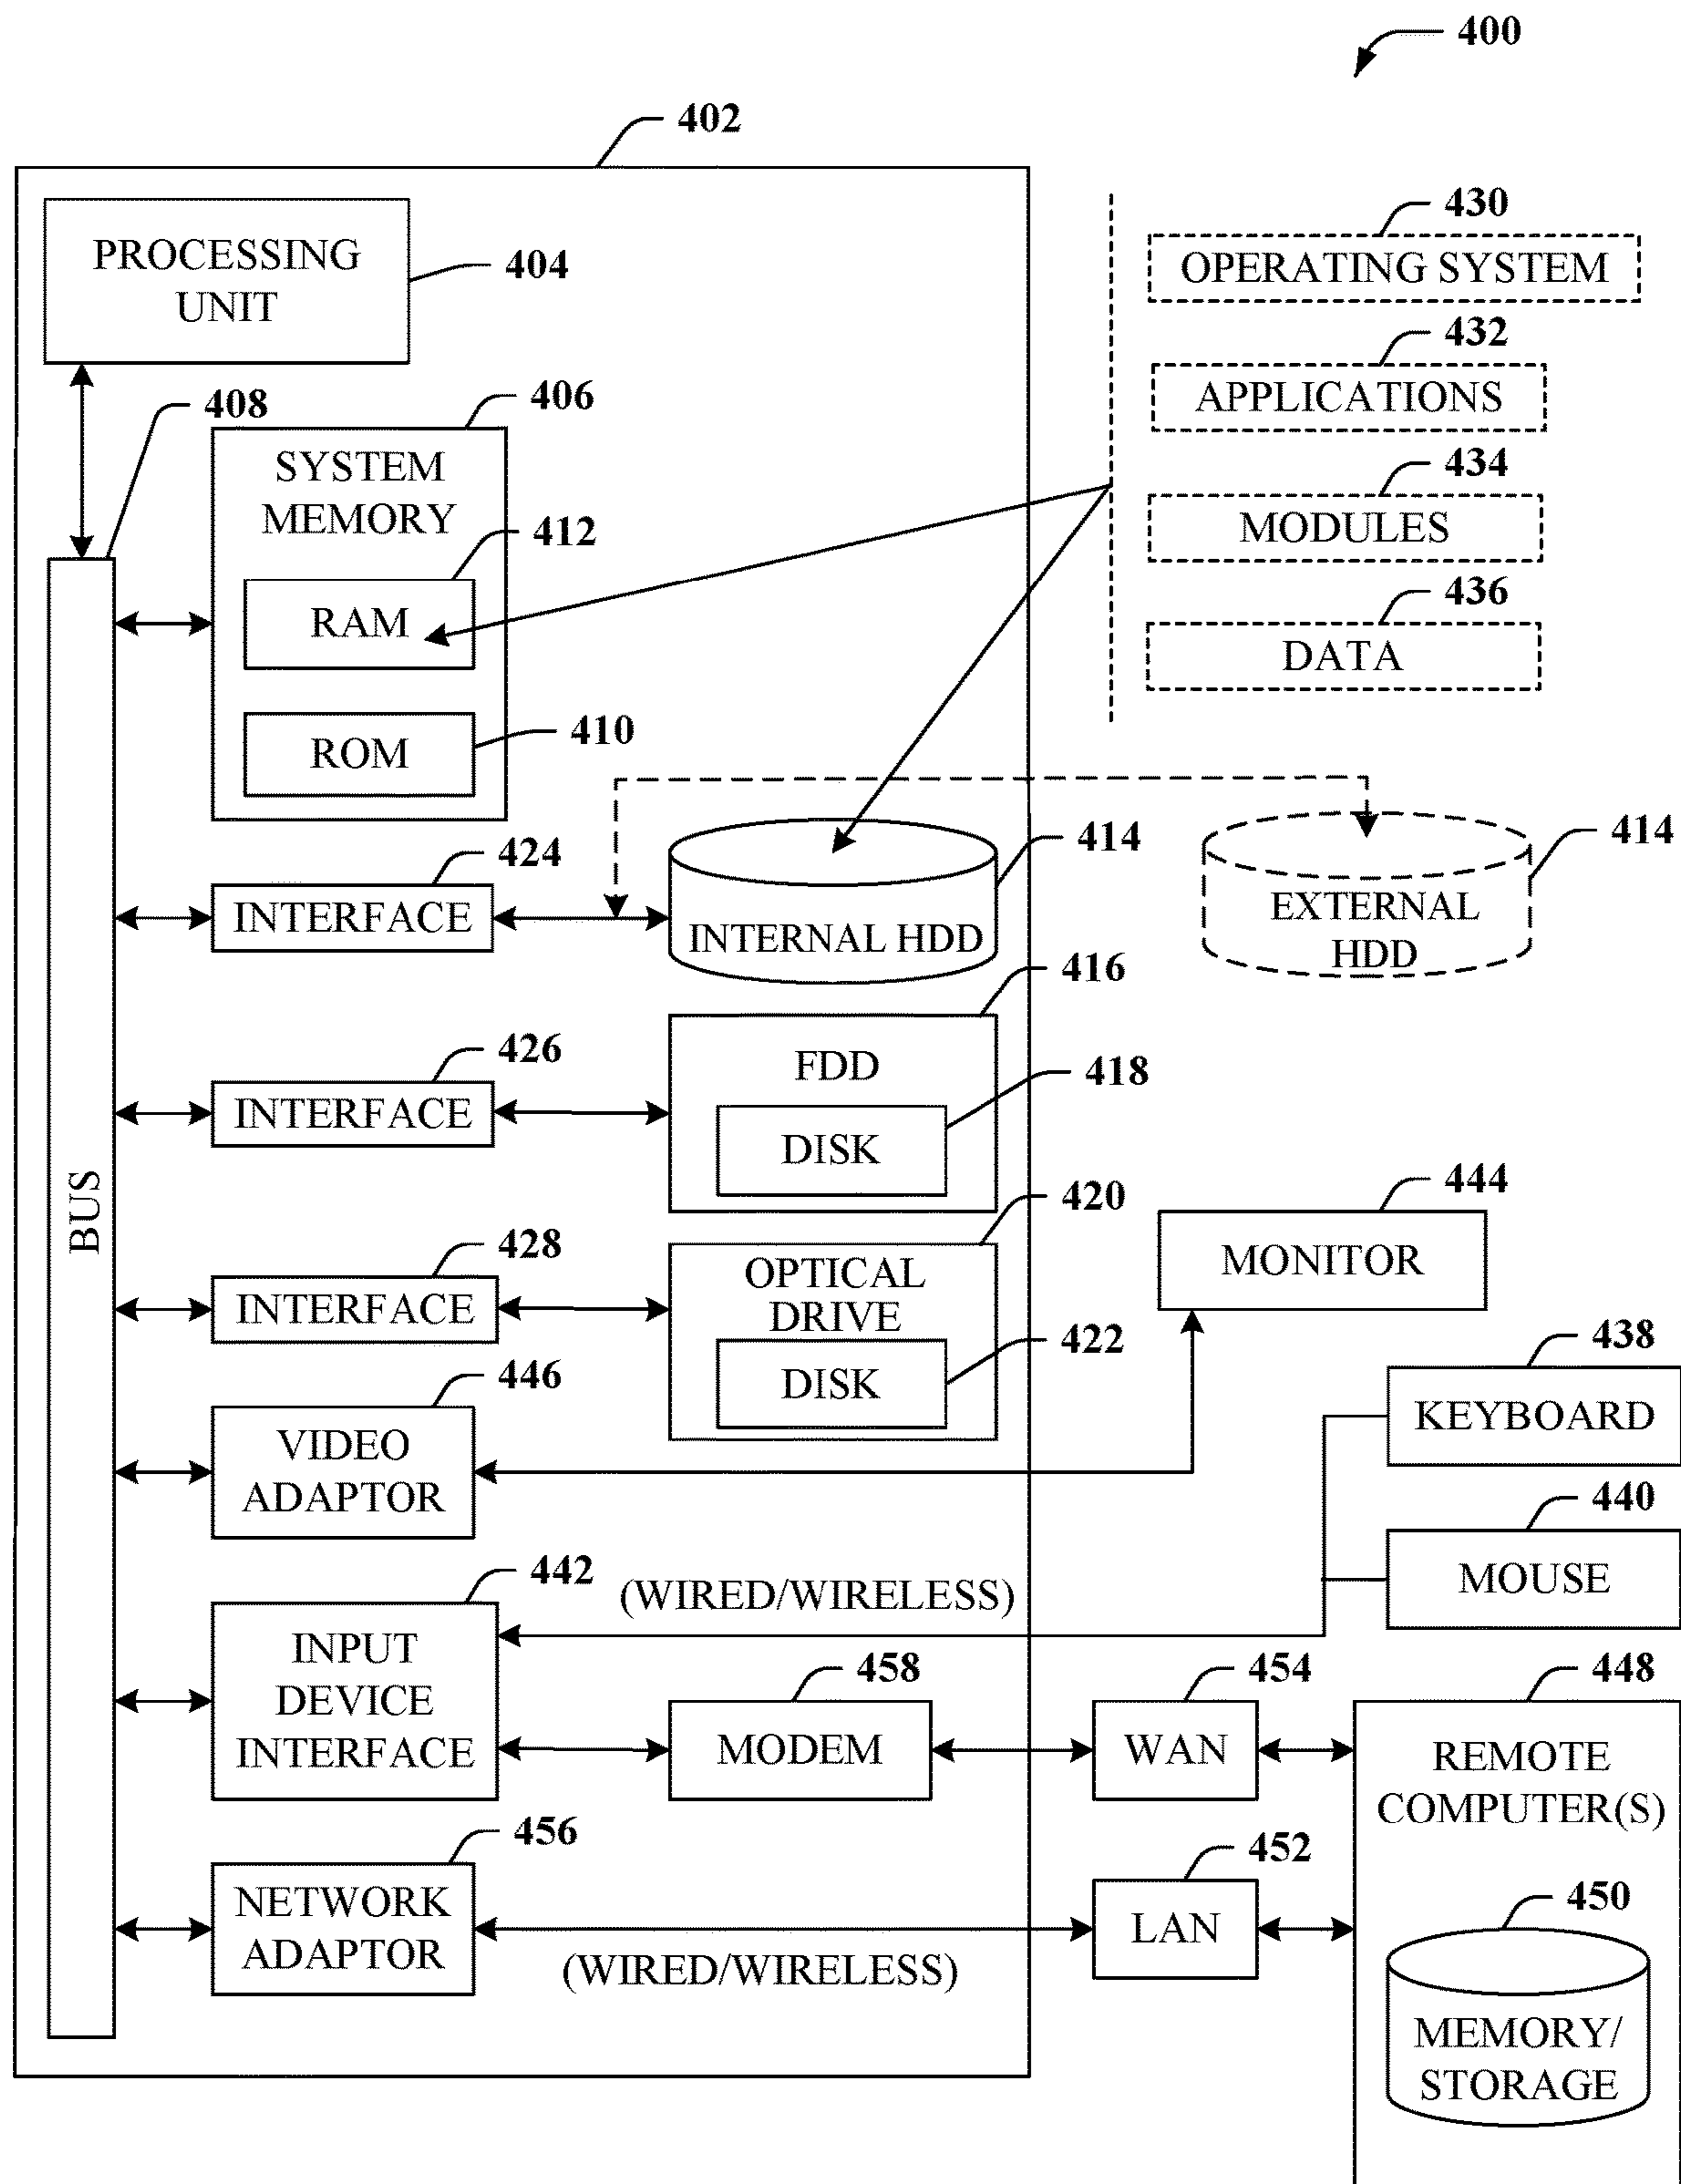 400
402
PROCESSING
UNIT
404
430
OPERATING SYSTEM
432
APPLICATIONS
434
MODULES
436
DATA
408
406
SYSTEM
MEMORY
412
RAM
410
ROM
BUS
424
INTERFACE
414
INTERNAL HDD
414
EXTERNAL
HDD
426
INTERFACE
416
FDD
418
DISK
428
INTERFACE
420
OPTICAL
DRIVE
422
DISK
444
MONITOR
446
VIDEO
ADAPTOR
438
KEYBOARD
440
MOUSE
442
INPUT
DEVICE
INTERFACE
(WIRED/WIRELESS)
458
MODEM
454
WAN
448
REMOTE
COMPUTER(S)
456
NETWORK
ADAPTOR
(WIRED/WIRELESS)
452
LAN
450
MEMORY/
STORAGE